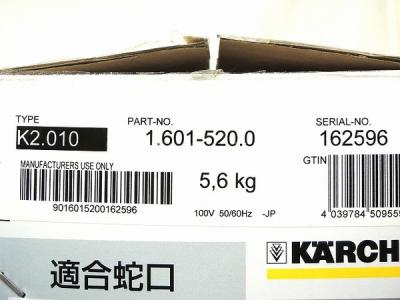 TYPE PART-NO. SERIAL-NO.
K2.010 1.601-520.0 162596
MANUFACTURERS USE ONLY GTIN
5,6 kg
9016015200162596 100V 50/60Hz -JP 4 039784 509559
適合蛇口 KÄRCH